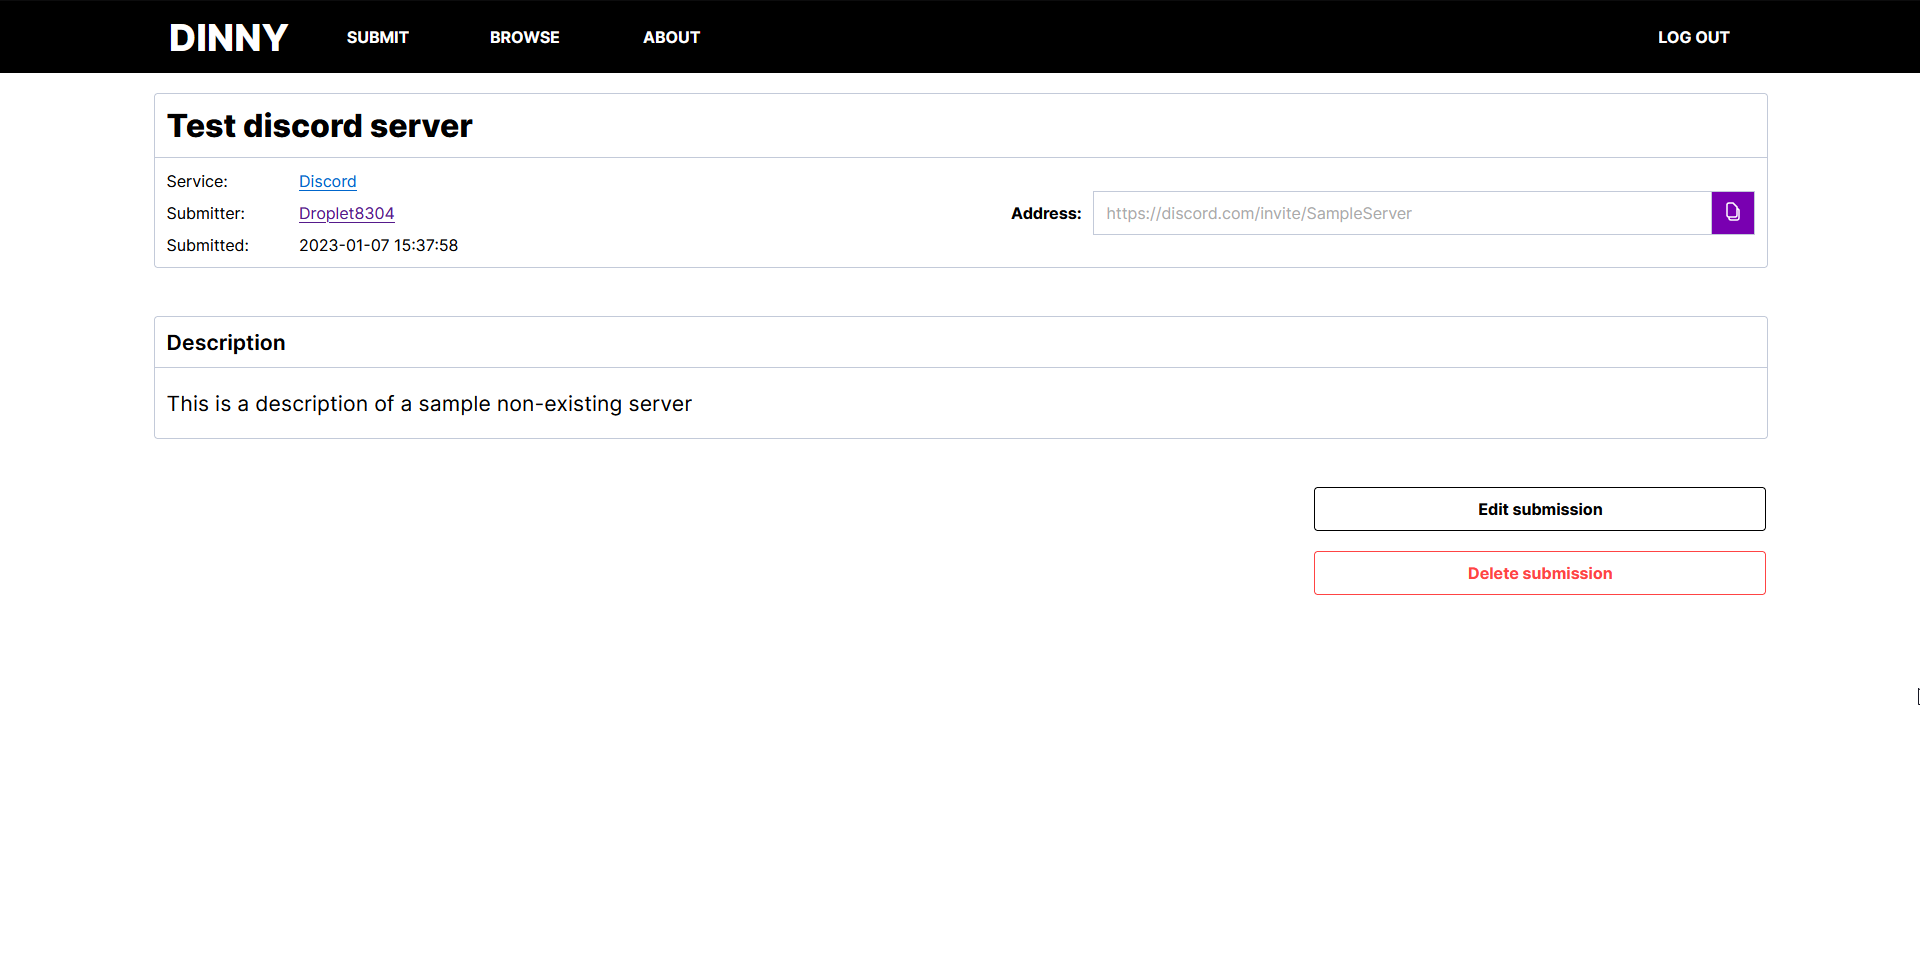 DINNY SUBMIT BROWSE ABOUT LOG OUT
Test discord server
Service: Discord
Submitter: Droplet8304
Submitted: 2023-01-07 15:37:58
Address: https://discord.com/invite/SampleServer
Description
This is a description of a sample non-existing server
Edit submission
Delete submission